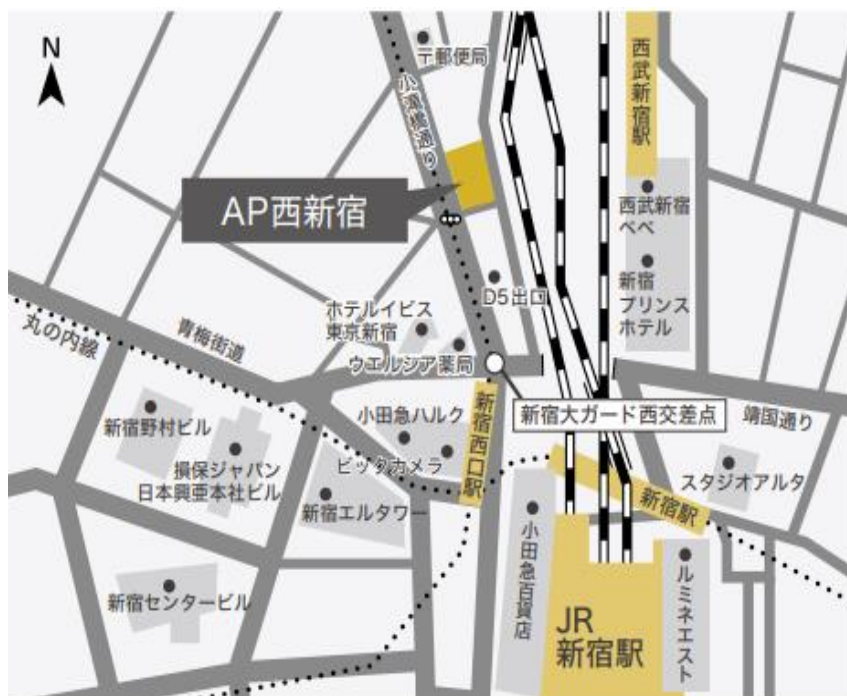 N
〒郵便局
小滝橋通り
西武新宿駅
AP西新宿
西武新宿
ぺぺ
新宿
プリンス
ホテル
D5出口
ホテルイビス
東京新宿
ウエルシア薬局
丸の内線
青梅街道
新宿大ガード西交差点
靖国通り
新宿西口駅
小田急ハルク
ビックカメラ
新宿野村ビル
損保ジャパン
日本興亜本社ビル
新宿エルタワー
スタジオアルタ
新宿駅
小田急百貨店
新宿センタービル
JR
新宿駅
ルミネエスト